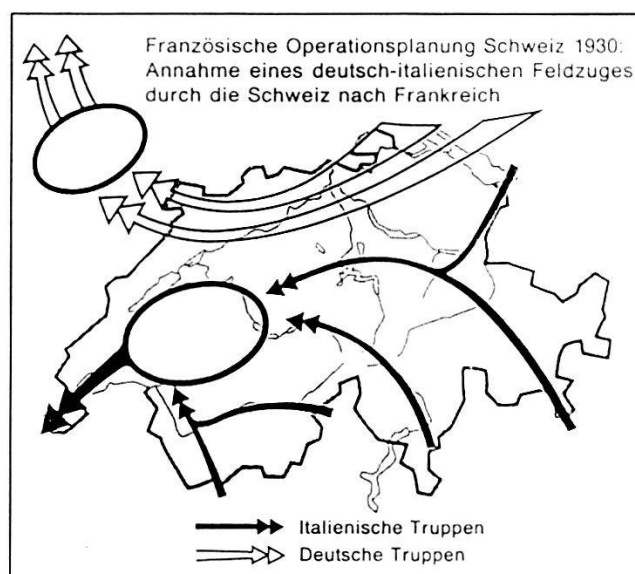 Französische Operationsplanung Schweiz 1930:
Annahme eines deutsch-italienischen Feldzuges
durch die Schweiz nach Frankreich
Italienische Truppen
Deutsche Truppen